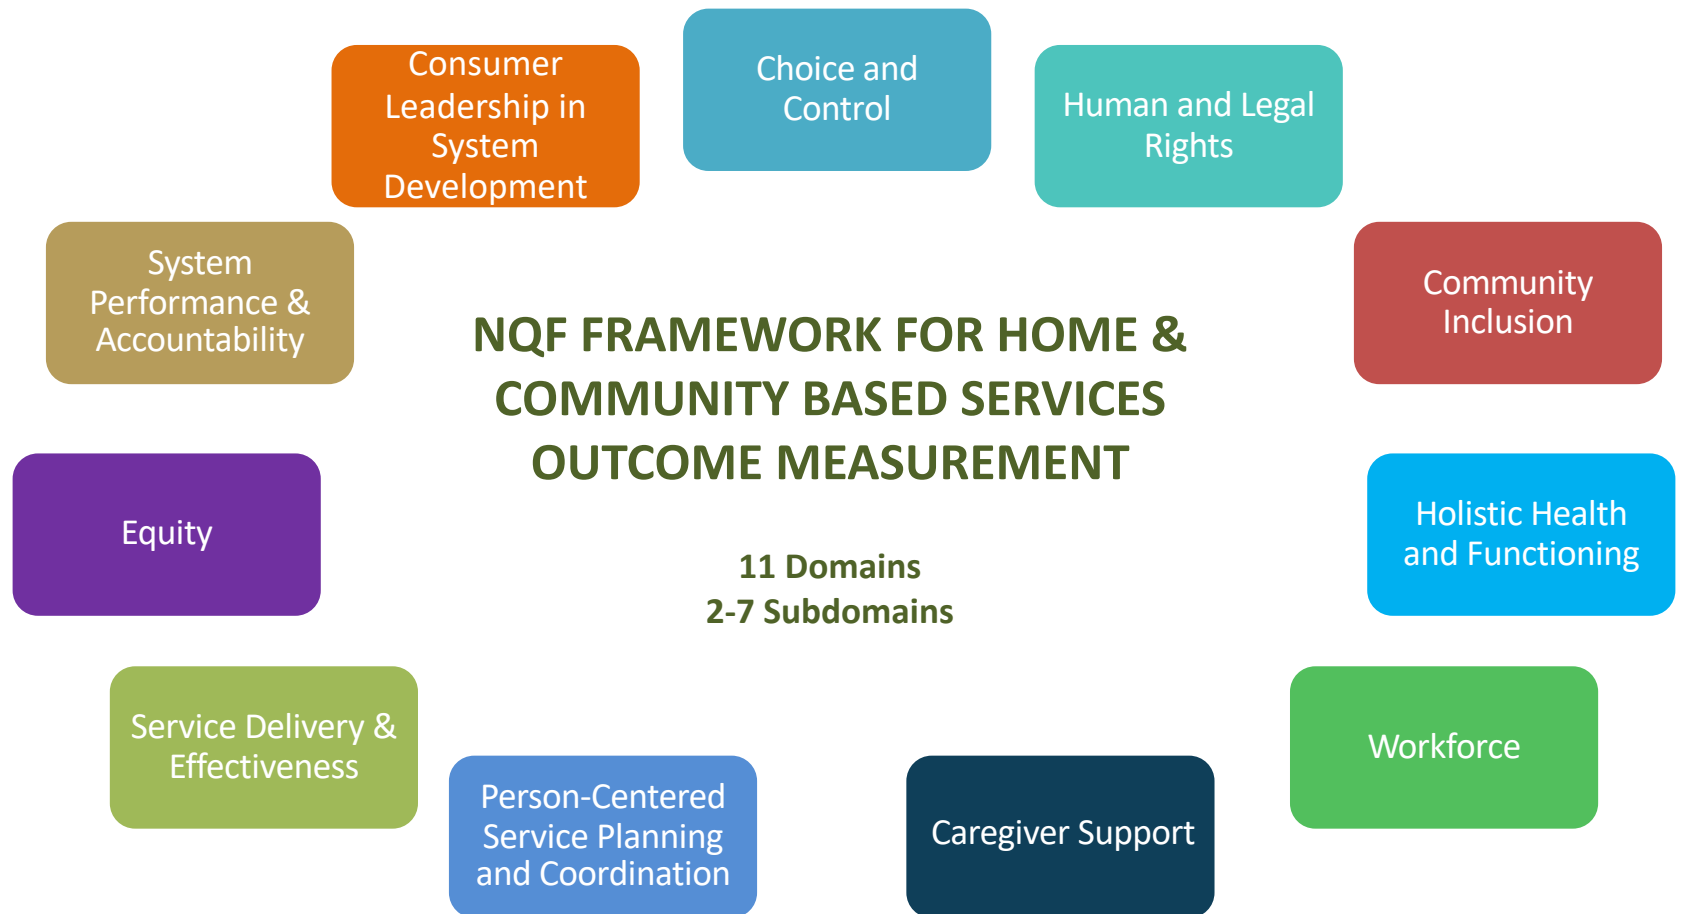 Consumer
Leadership in
System
Development
Choice and
Control
Human and Legal
Rights
System
Performance &
Accountability
Community
Inclusion
NQF FRAMEWORK FOR HOME &
COMMUNITY BASED SERVICES
OUTCOME MEASUREMENT
Equity
Holistic Health
and Functioning
11 Domains
2-7 Subdomains
Service Delivery &
Effectiveness
Workforce
Person-Centered
Service Planning
and Coordination
Caregiver Support